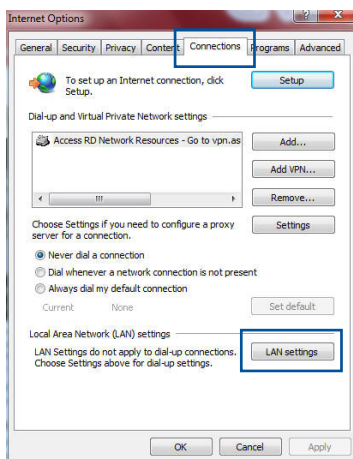 Internet Options
General Security Privacy Content Connections Programs Advanced
To set up an Internet connection, click
Setup.
Setup
Dial-up and Virtual Private Network settings
Access RD Network Resources - Go to vpn.as
Add...
Add VPN...
Remove...
Choose Settings if you need to configure a proxy
server for a connection.
Settings
Never dial a connection
Dial whenever a network connection is not present
Always dial my default connection
Current None
Set default
Local Area Network (LAN) settings
LAN Settings do not apply to dial-up connections.
Choose Settings above for dial-up settings.
LAN settings
OK Cancel Apply